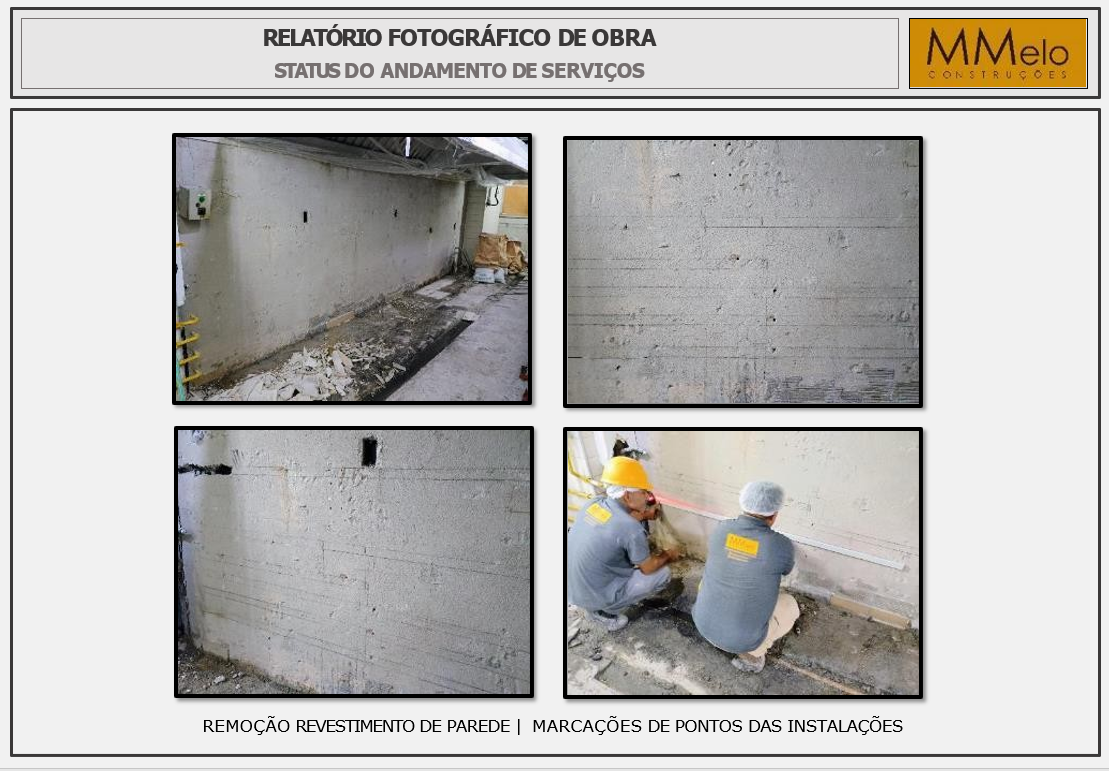 RELATÓRIO FOTOGRÁFICO DE OBRA
STATUS DO ANDAMENTO DE SERVIÇOS
MMelo
CONSTRUÇÕES
MMelo
REMOÇÃO REVESTIMENTO DE PAREDE | MARCAÇÕES DE PONTOS DAS INSTALAÇÕES